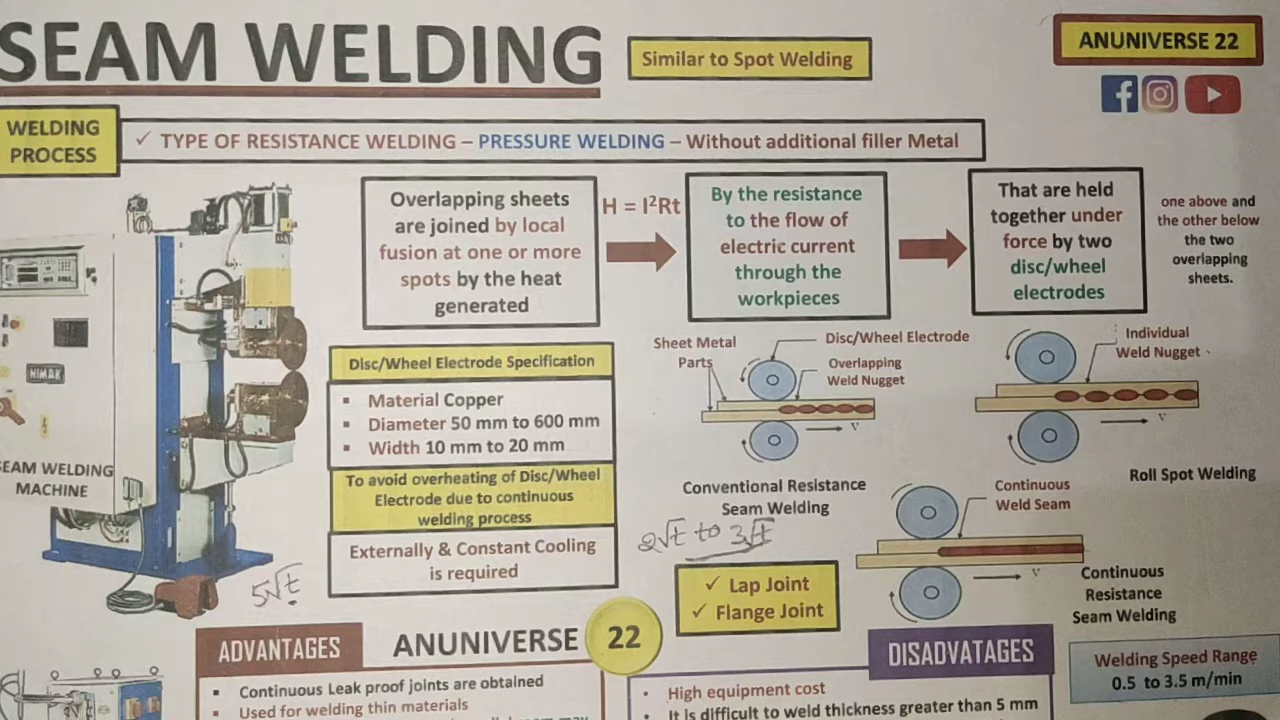 SEAM WELDING
Similar to Spot Welding
ANUNIVERSE 22
WELDING
PROCESS
✓ TYPE OF RESISTANCE WELDING – PRESSURE WELDING – Without additional filler Metal
Overlapping sheets
are joined by local
fusion at one or more
spots by the heat
generated
H = I²Rt
By the resistance
to the flow of
electric current
through the
workpieces
That are held
together under
force by two
disc/wheel
electrodes
one above and
the other below
the two
overlapping
sheets.
NIMAK
SEAM WELDING
MACHINE
Disc/Wheel Electrode Specification
▪ Material Copper
▪ Diameter 50 mm to 600 mm
▪ Width 10 mm to 20 mm
To avoid overheating of Disc/Wheel
Electrode due to continuous
welding process
Externally & Constant Cooling
is required
5√t
Sheet Metal
Parts
Disc/Wheel Electrode
Overlapping
Weld Nugget
v
Conventional Resistance
Seam Welding
Individual
Weld Nugget
v
Roll Spot Welding
2√t to 3√t
Continuous
Weld Seam
v
Continuous
Resistance
Seam Welding
✓ Lap Joint
✓ Flange Joint
ANUNIVERSE 22
ADVANTAGES
▪ Continuous Leak proof joints are obtained
▪ Used for welding thin materials
DISADVATAGES
• High equipment cost
• It is difficult to weld thickness greater than 5 mm
Welding Speed Range
0.5 to 3.5 m/min